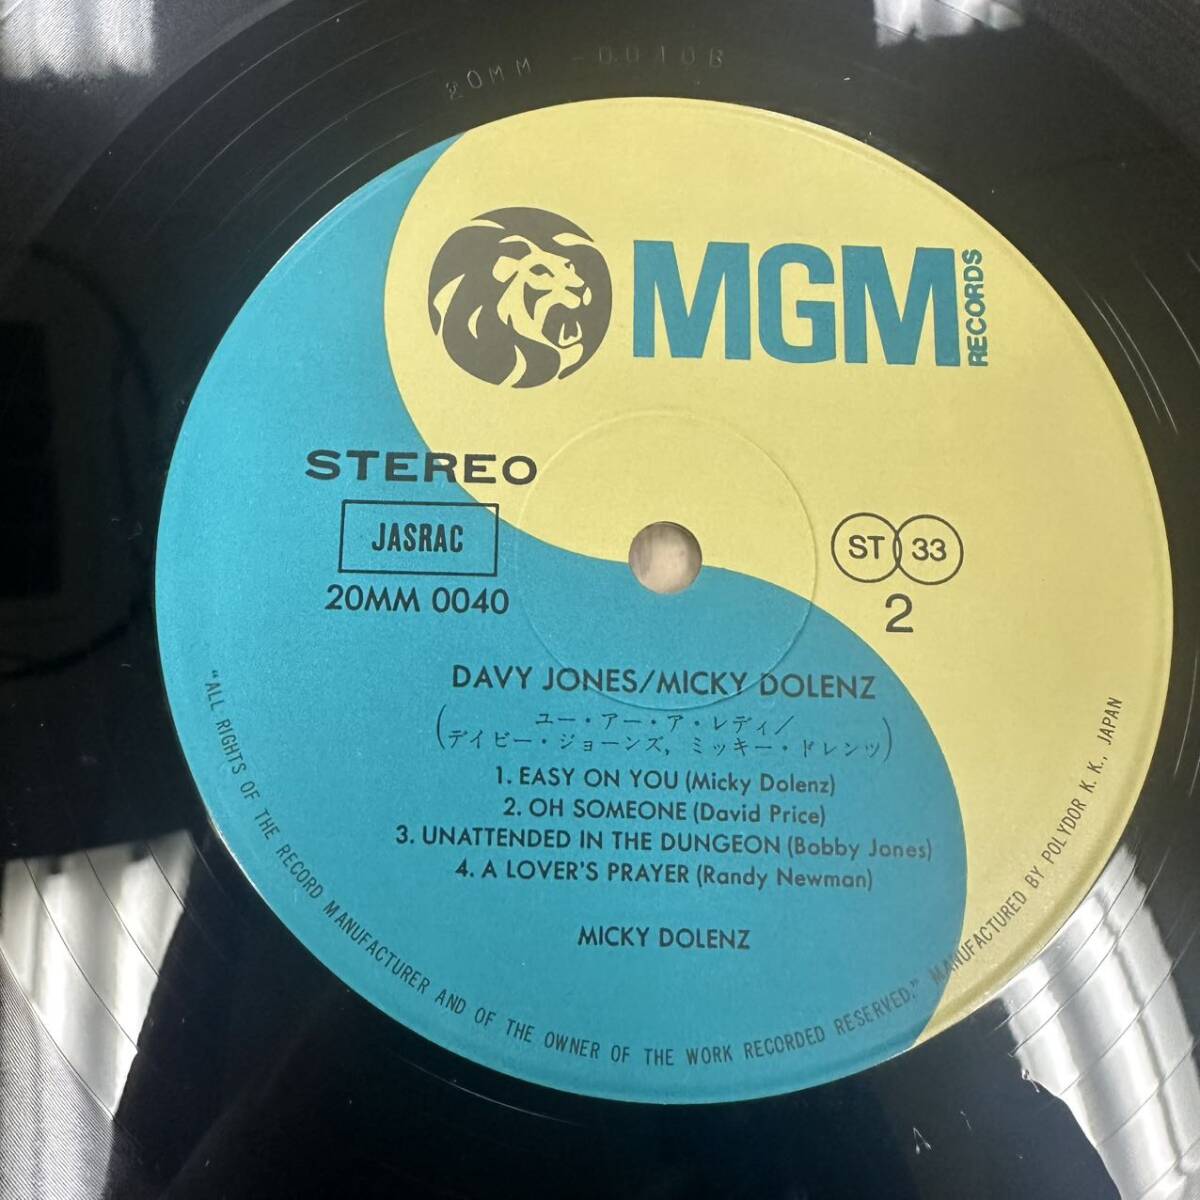 20MM-0040B
MGM
RECORDS
STEREO
JASRAC
20MM 0040
ST 33
2
DAVY JONES/MICKY DOLENZ
(ユー・アー・ア・レディ/
デイビー・ジョーンズ, ミッキー・ドレンツ)
1. EASY ON YOU (Micky Dolenz)
2. OH SOMEONE (David Price)
3. UNATTENDED IN THE DUNGEON (Bobby Jones)
4. A LOVER'S PRAYER (Randy Newman)
MICKY DOLENZ
"ALL RIGHTS OF THE RECORD MANUFACTURER AND OF THE OWNER OF THE WORK RECORDED RESERVED." MANUFACTURED BY POLYDOR K. K., JAPAN